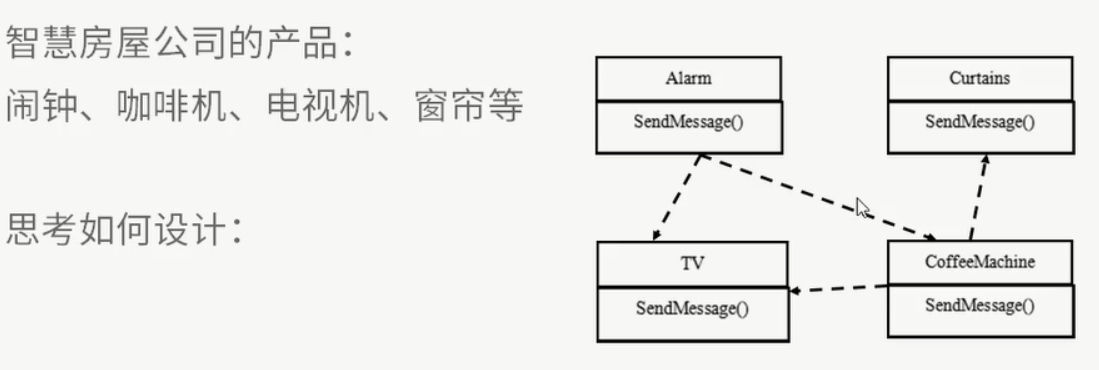 智慧房屋公司的产品：
闹钟、咖啡机、电视机、窗帘等
思考如何设计：
Alarm
SendMessage()
Curtains
SendMessage()
TV
SendMessage()
CoffeeMachine
SendMessage()